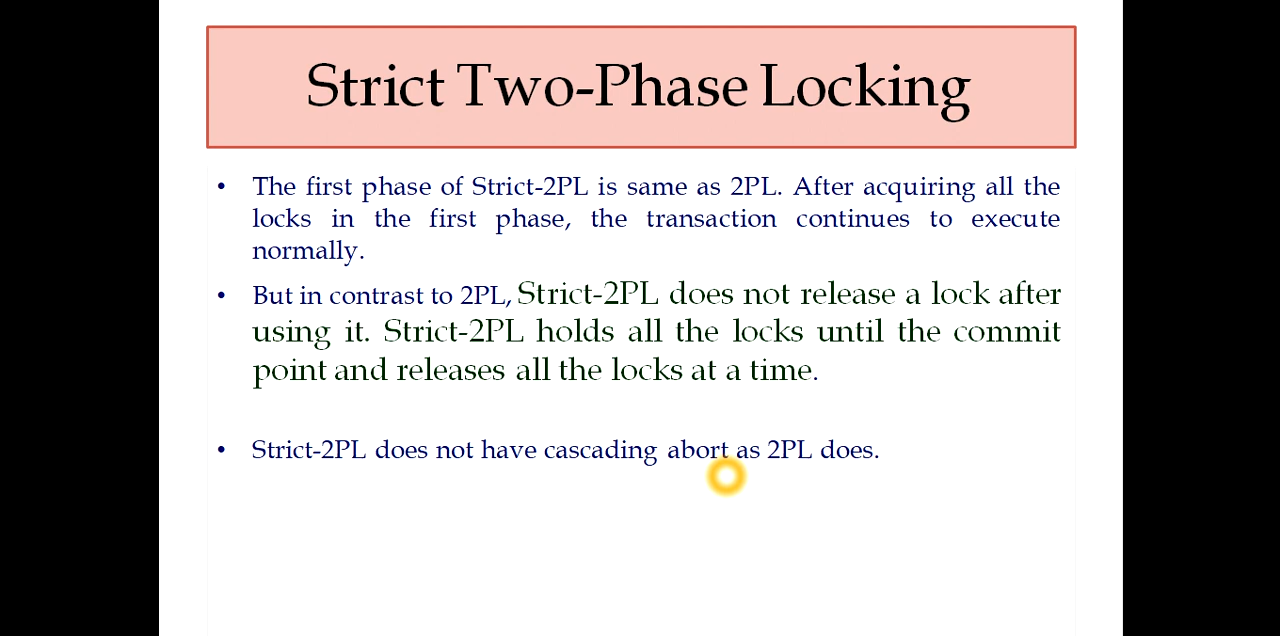 Strict Two-Phase Locking
• The first phase of Strict-2PL is same as 2PL. After acquiring all the
locks in the first phase, the transaction continues to execute
normally.
• But in contrast to 2PL, Strict-2PL does not release a lock after
using it. Strict-2PL holds all the locks until the commit
point and releases all the locks at a time.
• Strict-2PL does not have cascading abort as 2PL does.